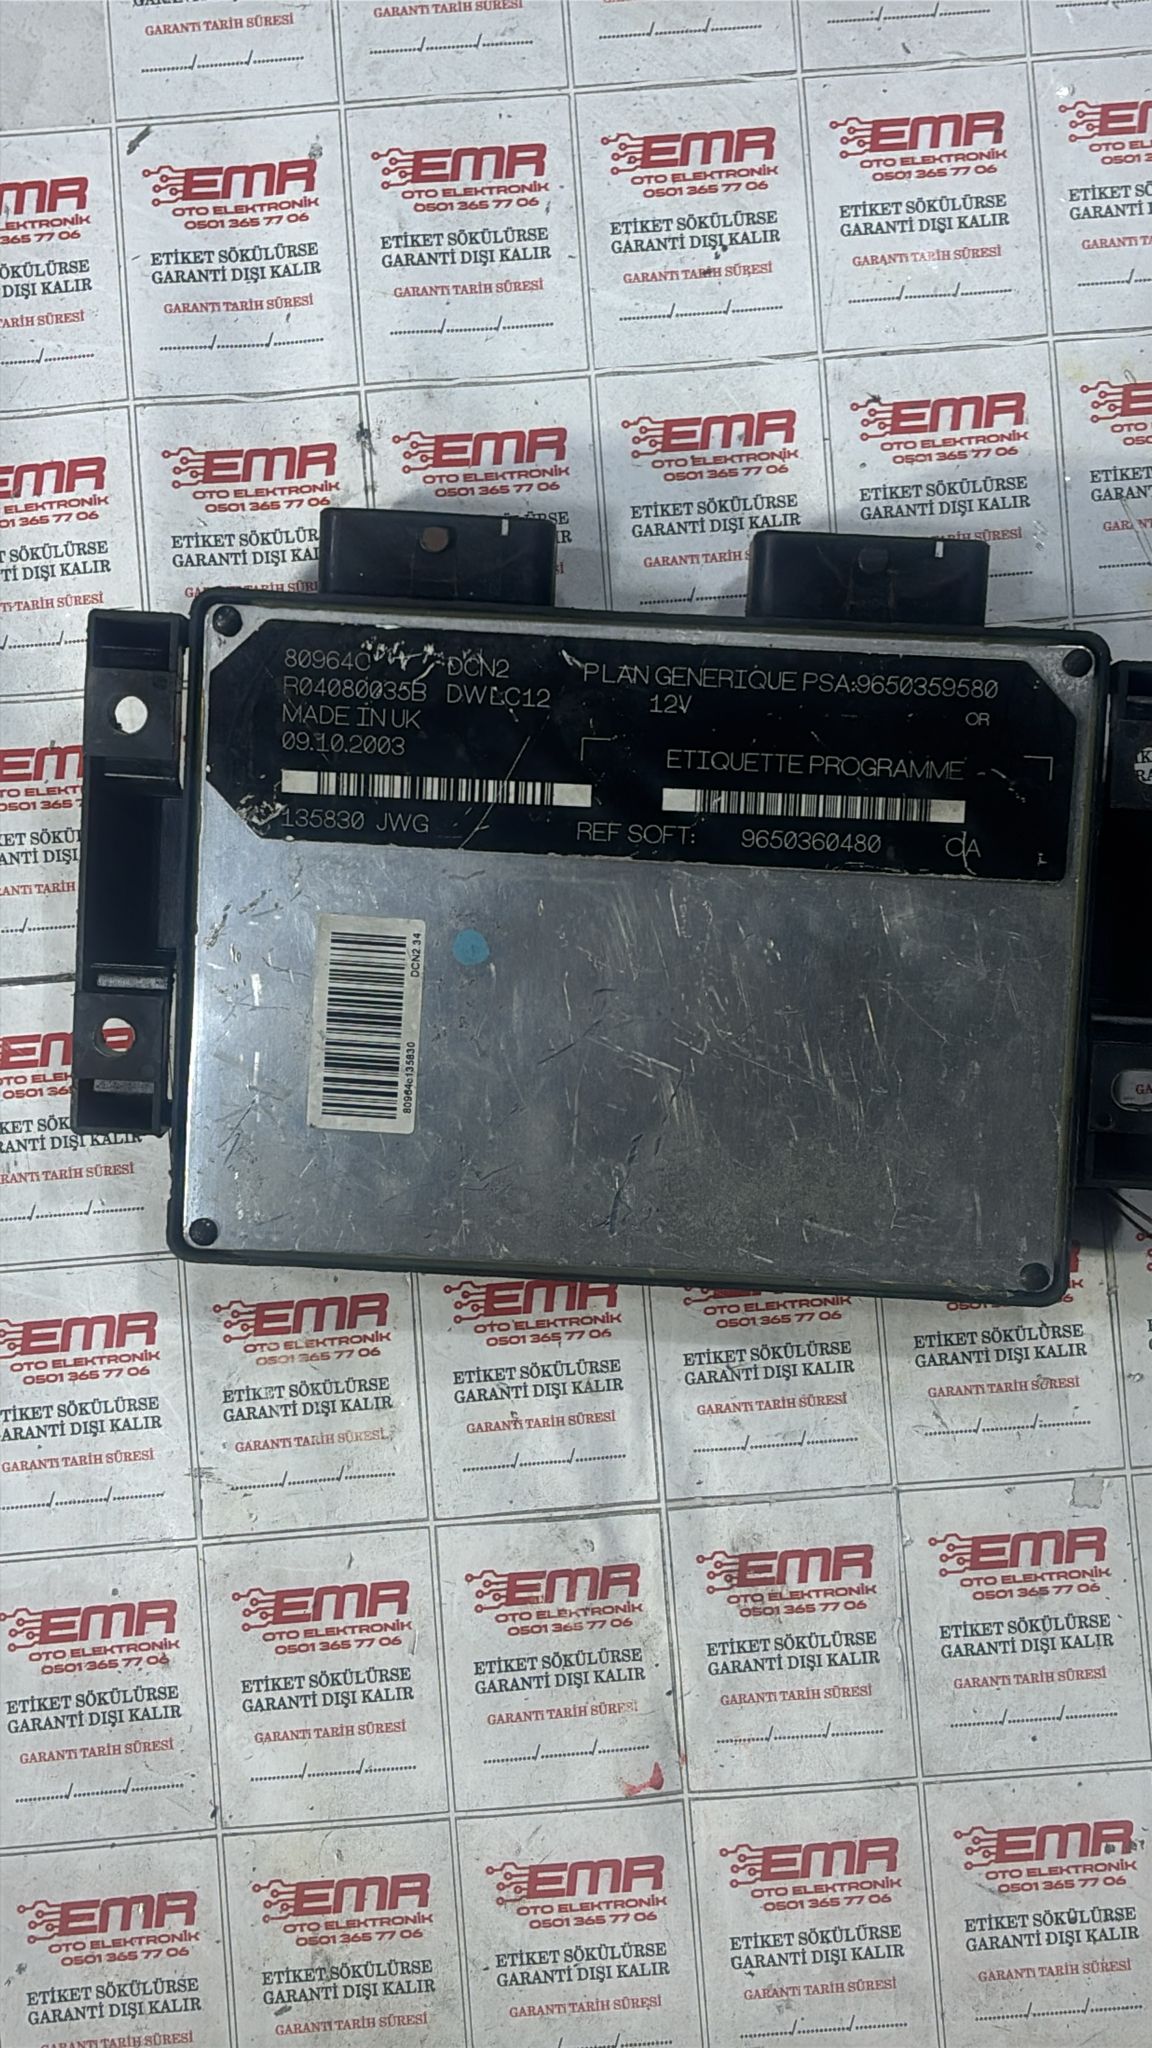 80964C DCN2
R04080035B DWLC12
MADE IN UK
09.10.2003
135830 JWG
PLAN GENERIQUE PSA:9650359580
12V
OR
ETIQUETTE PROGRAMME
REF SOFT: 9650360480
CA
DCN2.34
80964c135830
EMR
OTO ELEKTRONİK
0501 365 77 06
ETİKET SÖKÜLÜRSE
GARANTİ DIŞI KALIR
GARANTi TARİH SÜRESİ